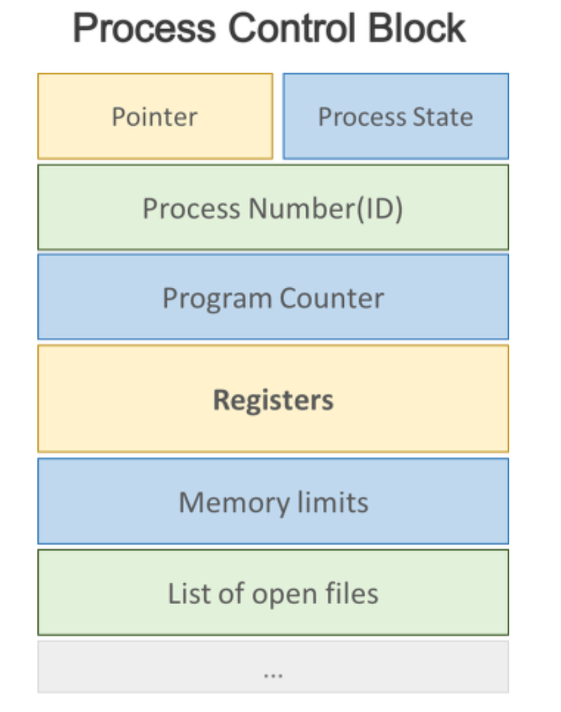 Process Control Block
Pointer
Process State
Process Number(ID)
Program Counter
Registers
Memory limits
List of open files
...